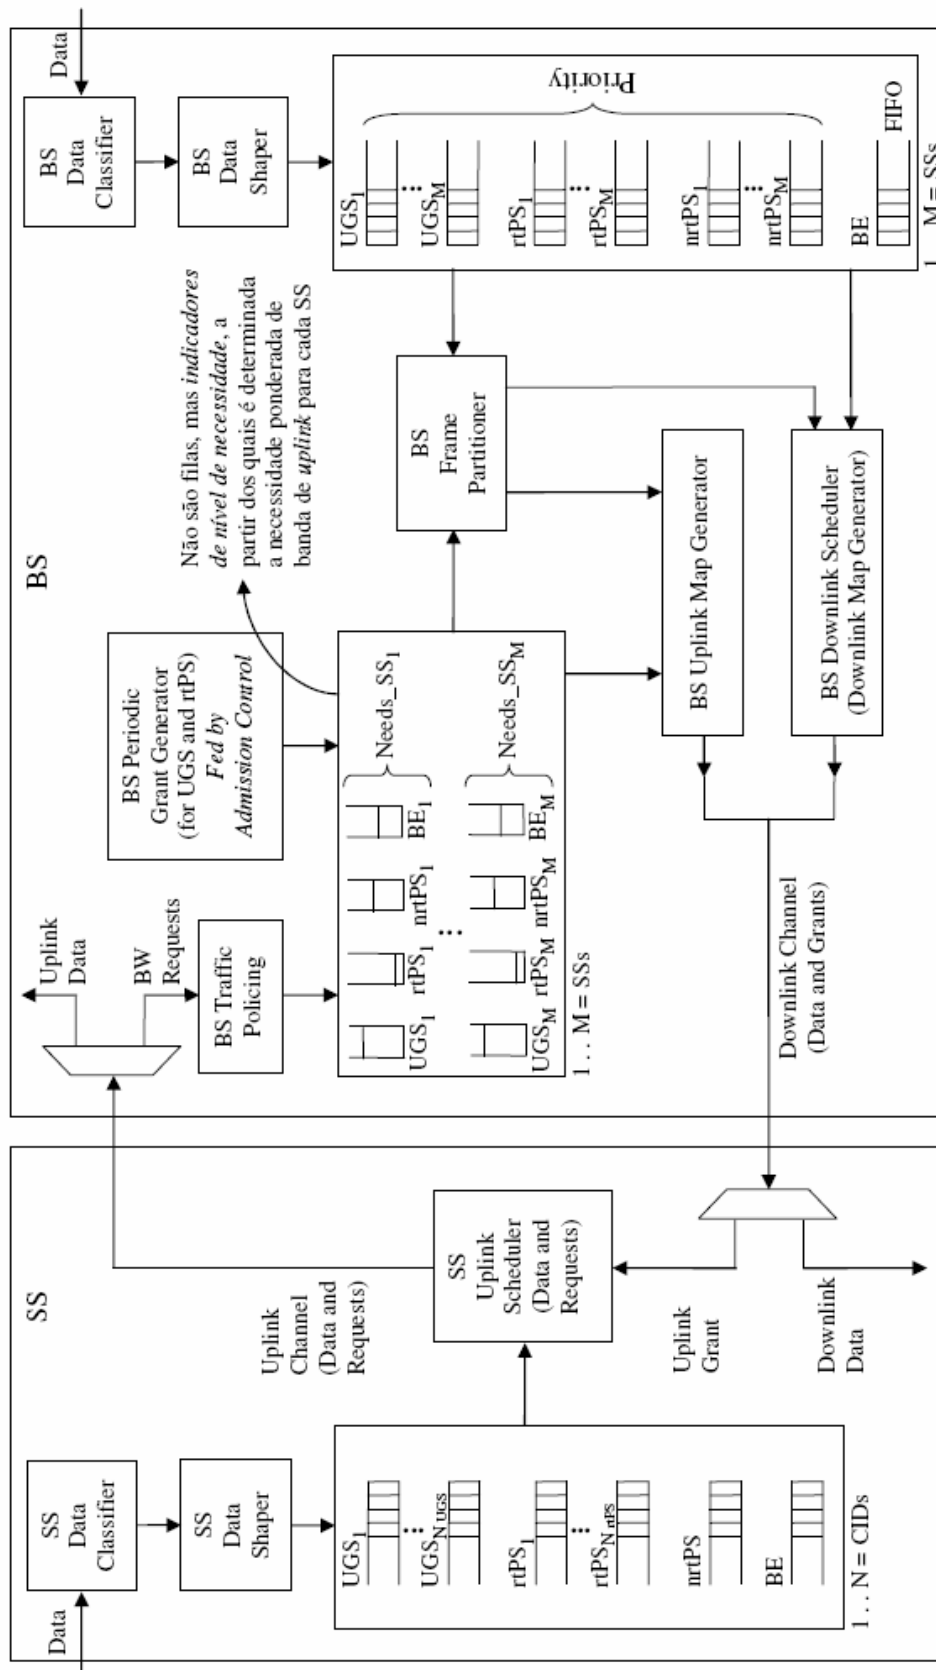 SS
Data
SS
Data
Classifier
SS
Data
Shaper
UGS1
...
UGSN UGS
rtPS1
...
rtPSN rtPS
nrtPS
BE
1 ... N = CIDs
Uplink
Channel
(Data and
Requests)
SS
Uplink
Scheduler
(Data and
Requests)
Uplink
Grant
Downlink
Data
BS
Uplink
Data
BW
Requests
BS Traffic
Policing
BS Periodic
Grant Generator
(for UGS and rtPS)
Fed by
Admission Control
UGS1 rtPS1 nrtPS1 BE1
Needs_SS1
...
UGSM rtPSM nrtPSM BEM
Needs_SSM
1 ... M = SSs
Não são filas, mas indicadores
de nível de necessidade, a
partir dos quais é determinada
a necessidade ponderada de
banda de uplink para cada SS
BS
Frame
Partitioner
BS Uplink Map Generator
BS Downlink Scheduler
(Downlink Map Generator)
Downlink Channel
(Data and Grants)
Data
BS
Data
Classifier
BS
Data
Shaper
UGS1
...
UGSM
rtPS1
...
rtPSM
nrtPS1
...
nrtPSM
Priority
BE
FIFO
1 ... M = SSs